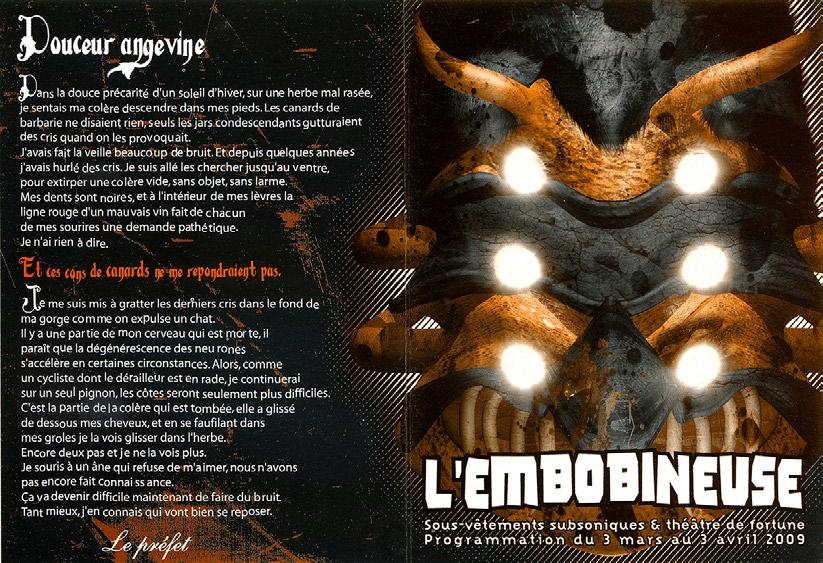 Douceur angevine
Dans la douce précarité d'un soleil d'hiver, sur une herbe mal rasée,
je sentais ma colère descendre dans mes pieds. Les canards de
barbarie ne disaient rien, seuls les jars condescendants gutturaient
des cris quand on les provoquait.
J'avais fait la veille beaucoup de bruit. Et depuis quelques années
j'avais hurlé des cris. Je suis allé les chercher jusqu'au ventre,
pour extirper une colère vide, sans objet, sans larme.
Mes dents sont noires, et à l'intérieur de mes lèvres la
ligne rouge d'un mauvais vin fait de chacun
de mes sourires une demande pathétique.
Je n'ai rien à dire.
Et ces cons de canards ne me repondraient pas.
Je me suis mis à gratter les derniers cris dans le fond de
ma gorge comme on expulse un chat.
Il y a une partie de mon cerveau qui est morte, il
paraît que la dégénérescence des neurones
s'accélère en certaines circonstances. Alors, comme
un cycliste dont le dérailleur est en rade, je continuerai
sur un seul pignon, les côtes seront seulement plus difficiles.
C'est la partie de la colère qui est tombée, elle a glissé
de dessous mes cheveux, et en se faufilant dans
mes groles je la vois glisser dans l'herbe.
Encore deux pas et je ne la vois plus.
Je souris à un âne qui refuse de m'aimer, nous n'avons
pas encore fait connaissance.
Ça va devenir difficile maintenant de faire du bruit.
Tant mieux, j'en connais qui vont bien se reposer.
Le préfet
L'EMBOBINEUSE
Sous-vêtements subsoniques & théâtre de fortune
Programmation du 3 mars au 3 avril 2009